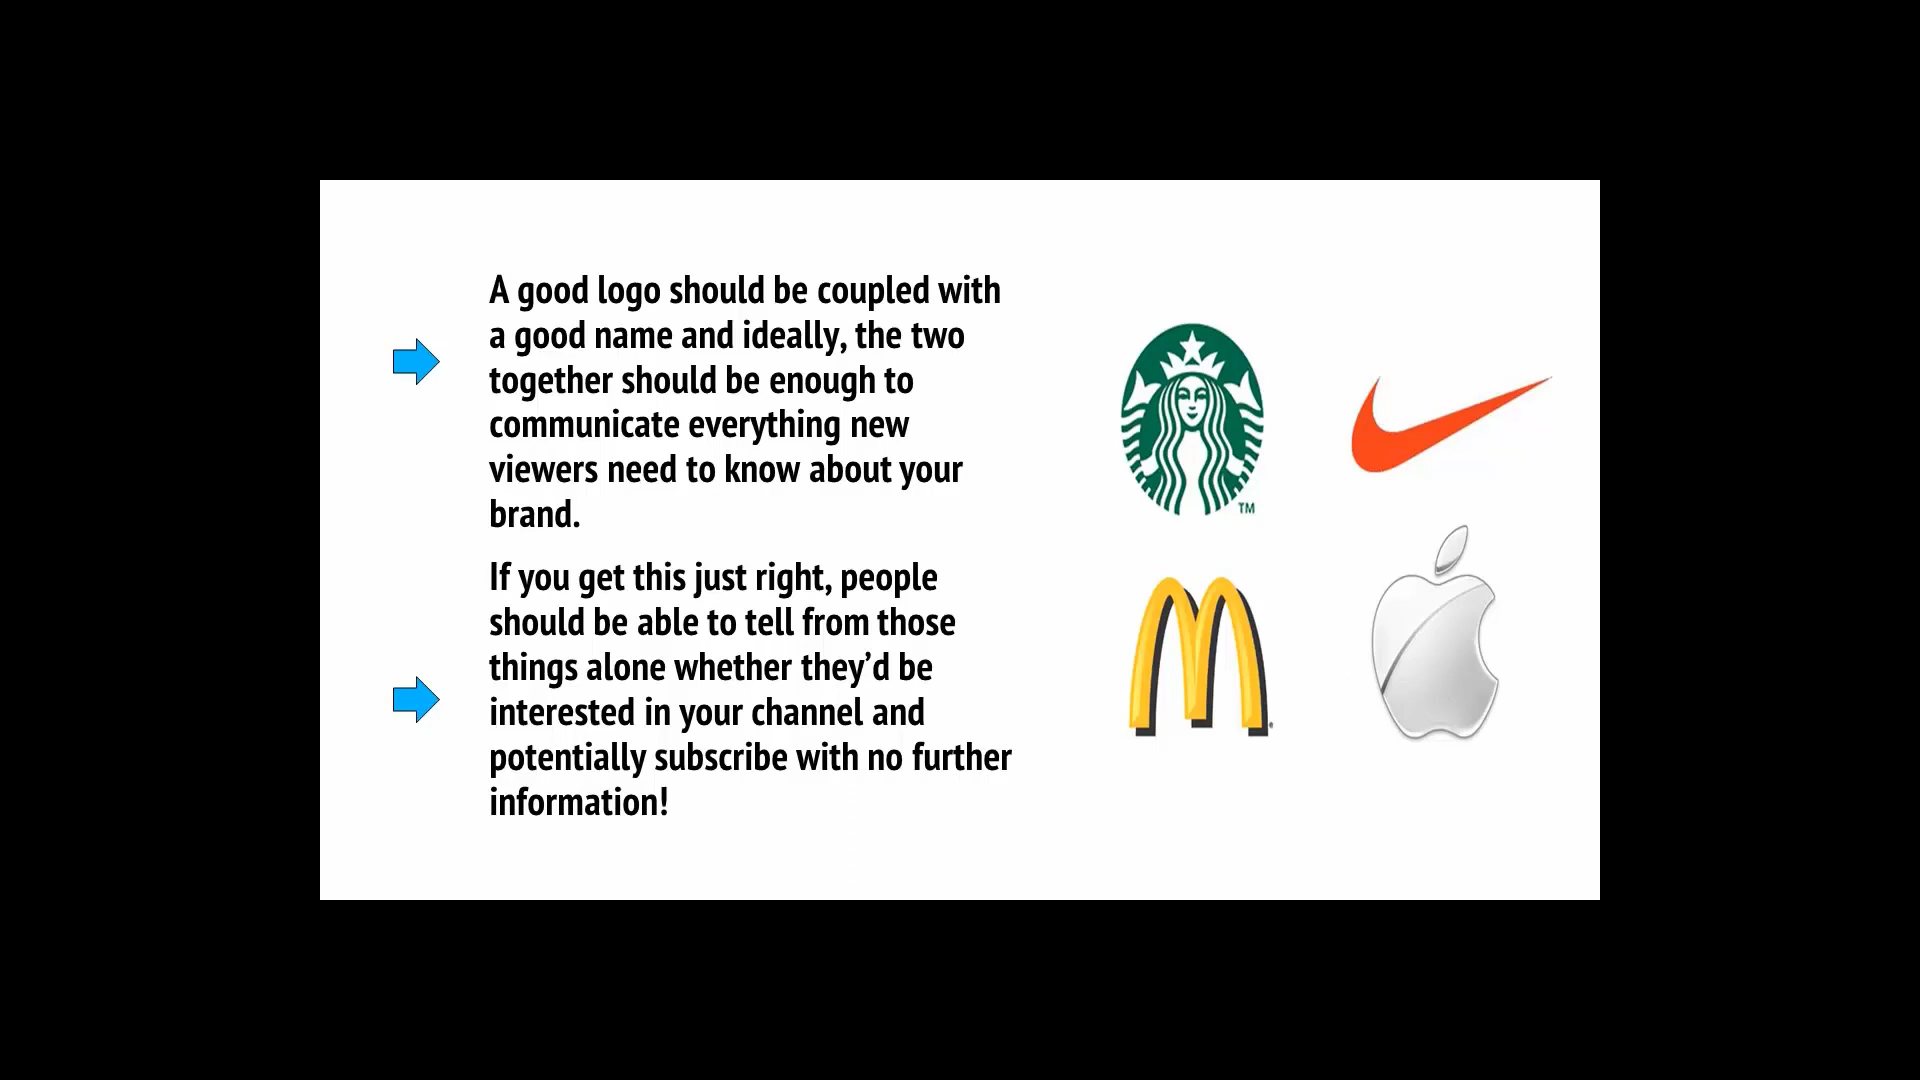 A good logo should be coupled with
a good name and ideally, the two
together should be enough to
communicate everything new
viewers need to know about your
brand.
If you get this just right, people
should be able to tell from those
things alone whether they’d be
interested in your channel and
potentially subscribe with no further
information!
TM